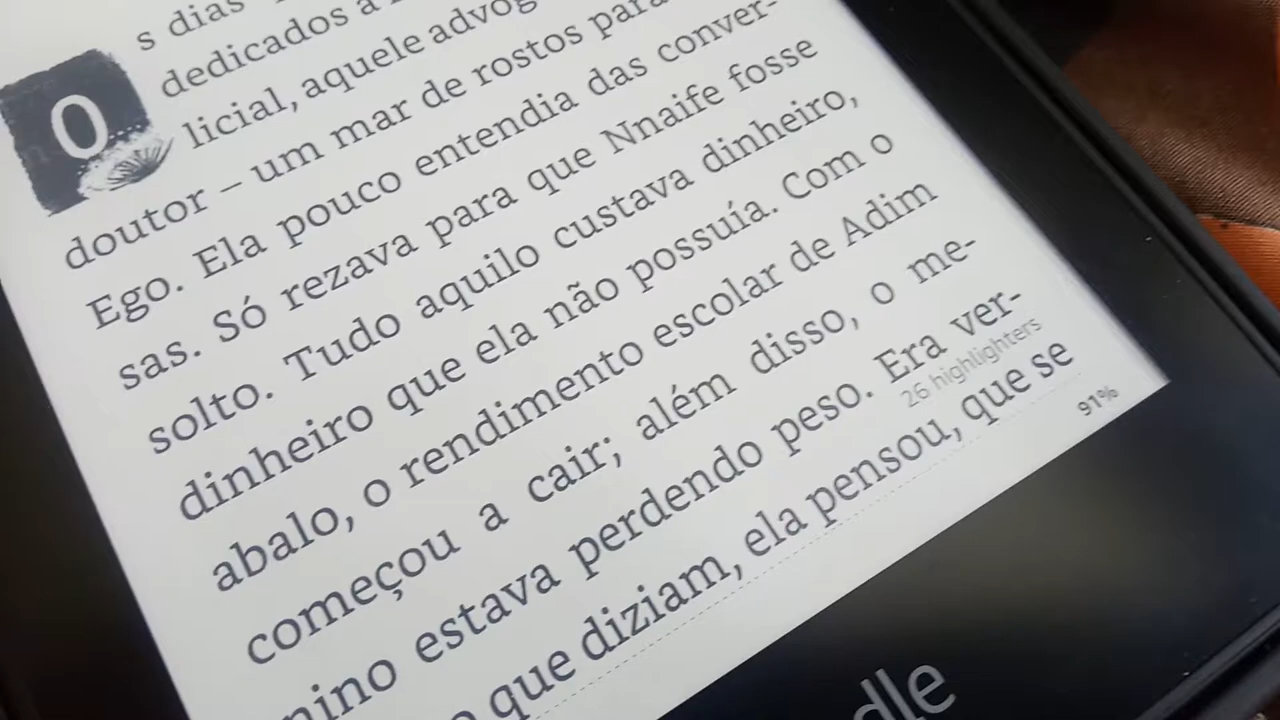 O
s dias
dedicados a
licial, aquele advog
doutor – um mar de rostos para
Ego. Ela pouco entendia das conver-
sas. Só rezava para que Nnaife fosse
solto. Tudo aquilo custava dinheiro,
dinheiro que ela não possuía. Com o
abalo, o rendimento escolar de Adim
começou a cair; além disso, o me-
nino estava perdendo peso. Era ver-
26 highlighters
que diziam, ela pensou, que se
91%
dle